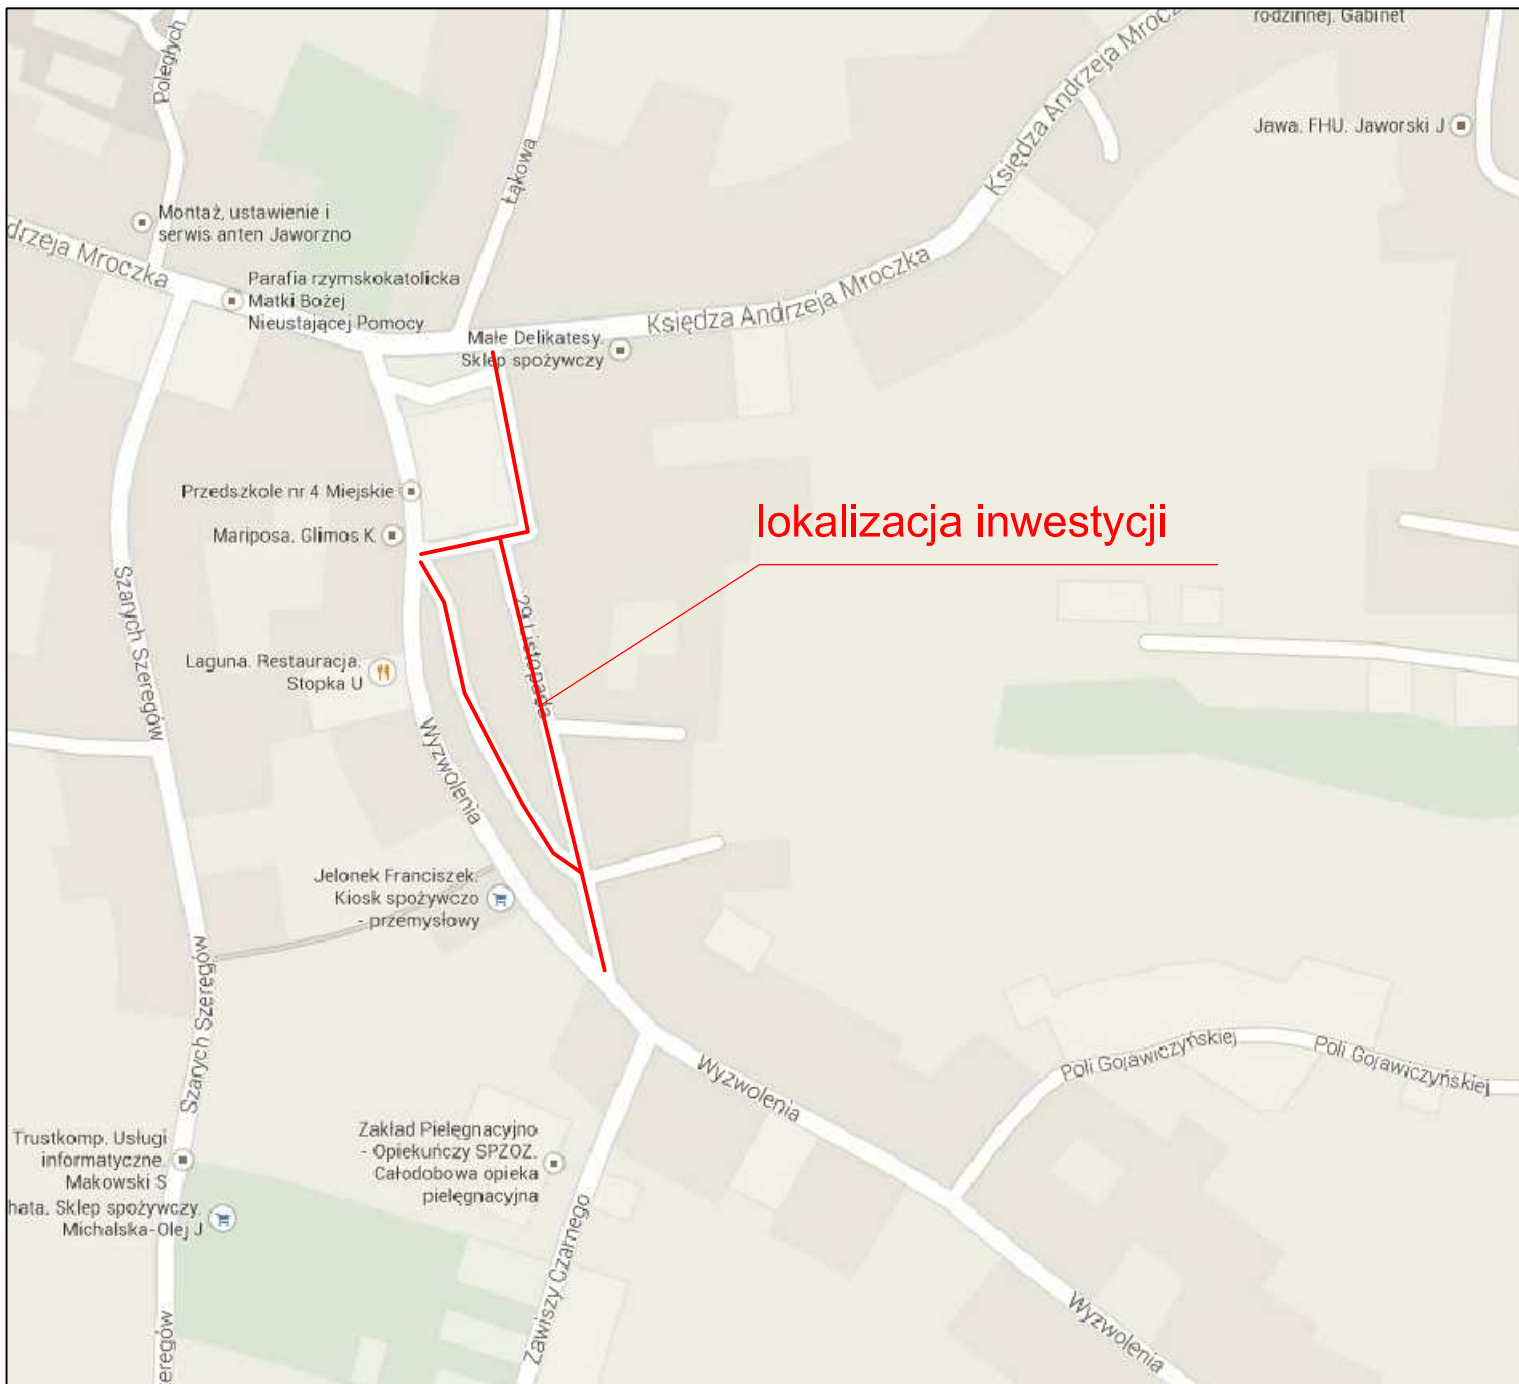 rodzinnej. Gabinet
Poległych
Księdza Andrzeja Mrocz
Jawa. FHU. Jaworski J
Łąkowa
Montaż, ustawienie i
serwis anten Jaworzno
drzeja Mroczka
Parafia rzymskokatolicka
Matki Bożej
Nieustającej Pomocy
Księdza Andrzeja Mroczka
Małe Delikatesy.
Sklep spożywczy
Przedszkole nr 4 Miejskie
Mariposa. Glimos K
lokalizacja inwestycji
Szarych Szeregów
29 Listopada
Laguna. Restauracja.
Stopka U
Wyzwolenia
Jelonek Franciszek.
Kiosk spożywczo
- przemysłowy
Szarych Szeregów
Wyzwolenia
Poli Gojawiczyńskiej
Poli Gojawiczyńskiej
Trustkomp. Usługi
informatyczne.
Makowski S
Zakład Pielęgnacyjno
- Opiekuńczy SPZOZ.
Całodobowa opieka
pielęgnacyjna
hata. Sklep spożywczy.
Michalska-Olej J
Zawiszy Czarnego
Wyzwolenia
zeregów